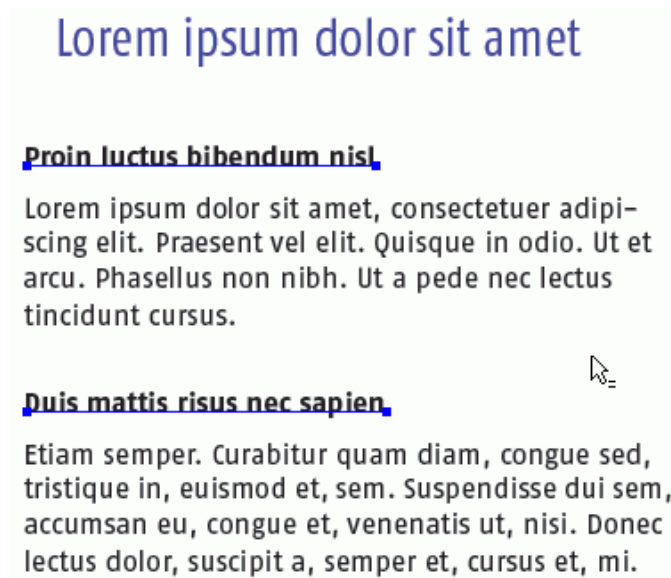 Lorem ipsum dolor sit amet
Proin luctus bibendum nisl
Lorem ipsum dolor sit amet, consectetuer adipi-
scing elit. Praesent vel elit. Quisque in odio. Ut et
arcu. Phasellus non nibh. Ut a pede nec lectus
tincidunt cursus.
Duis mattis risus nec sapien
Etiam semper. Curabitur quam diam, congue sed,
tristique in, euismod et, sem. Suspendisse dui sem,
accumsan eu, congue et, venenatis ut, nisi. Donec
lectus dolor, suscipit a, semper et, cursus et, mi.